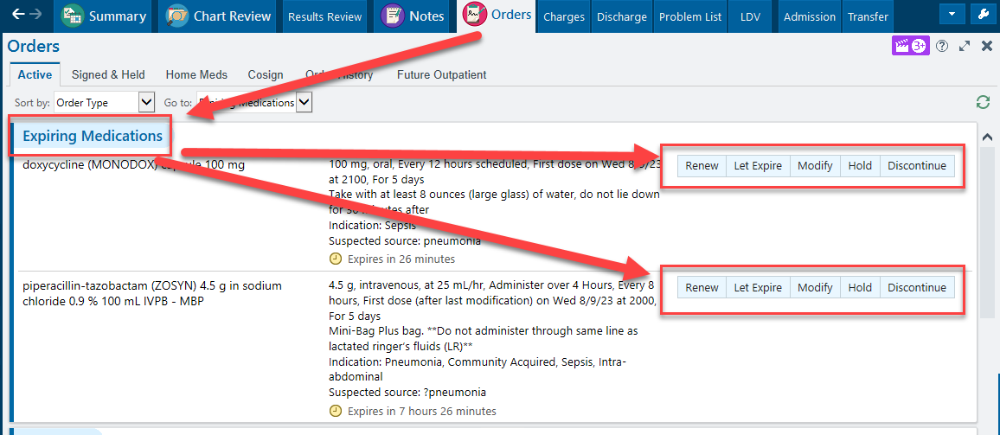 Summary
Chart Review
Results Review
Notes
Orders
Charges
Discharge
Problem List
LDV
Admission
Transfer
Orders
3+
Active
Signed & Held
Home Meds
Cosign
Order History
Future Outpatient
Sort by: Order Type
Go to: Expiring Medications
Expiring Medications
doxycycline (MONODOX) capsule 100 mg
100 mg, oral, Every 12 hours scheduled, First dose on Wed 8/9/23
at 2100, For 5 days
Take with at least 8 ounces (large glass) of water, do not lie down
for 30 minutes after
Indication: Sepsis
Suspected source: pneumonia
Expires in 26 minutes
Renew
Let Expire
Modify
Hold
Discontinue
piperacillin-tazobactam (ZOSYN) 4.5 g in sodium
chloride 0.9 % 100 mL IVPB - MBP
4.5 g, intravenous, at 25 mL/hr, Administer over 4 Hours, Every 8
hours, First dose (after last modification) on Wed 8/9/23 at 2000,
For 5 days
Mini-Bag Plus bag. **Do not administer through same line as
lactated ringer's fluids (LR)**
Indication: Pneumonia, Community Acquired, Sepsis, Intra-
abdominal
Suspected source: ?pneumonia
Expires in 7 hours 26 minutes
Renew
Let Expire
Modify
Hold
Discontinue